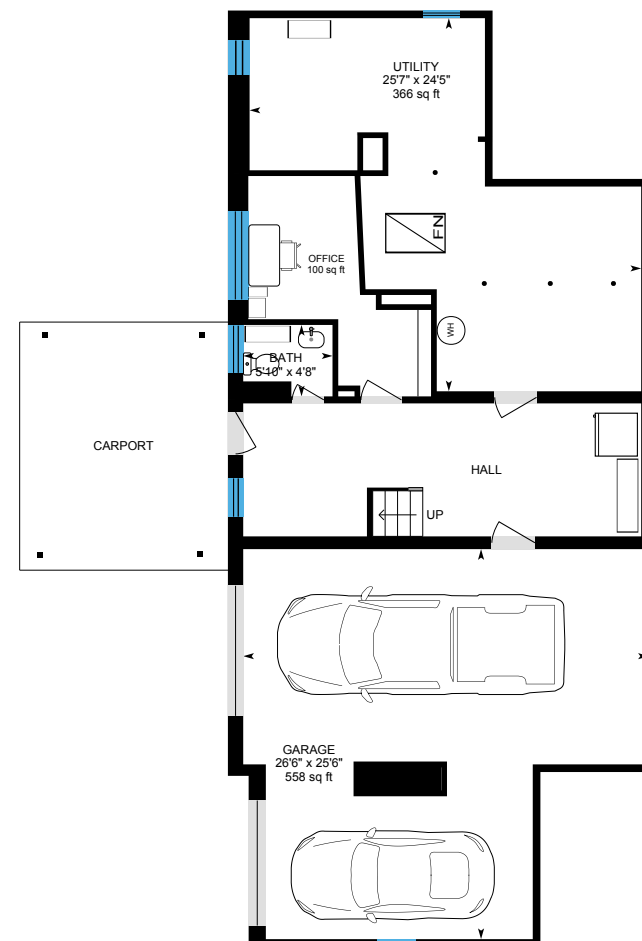 UTILITY
25'7" x 24'5"
366 sq ft
FN
OFFICE
100 sq ft
WH
BATH
5'10" x 4'8"
CARPORT
HALL
UP
GARAGE
26'6" x 25'6"
558 sq ft